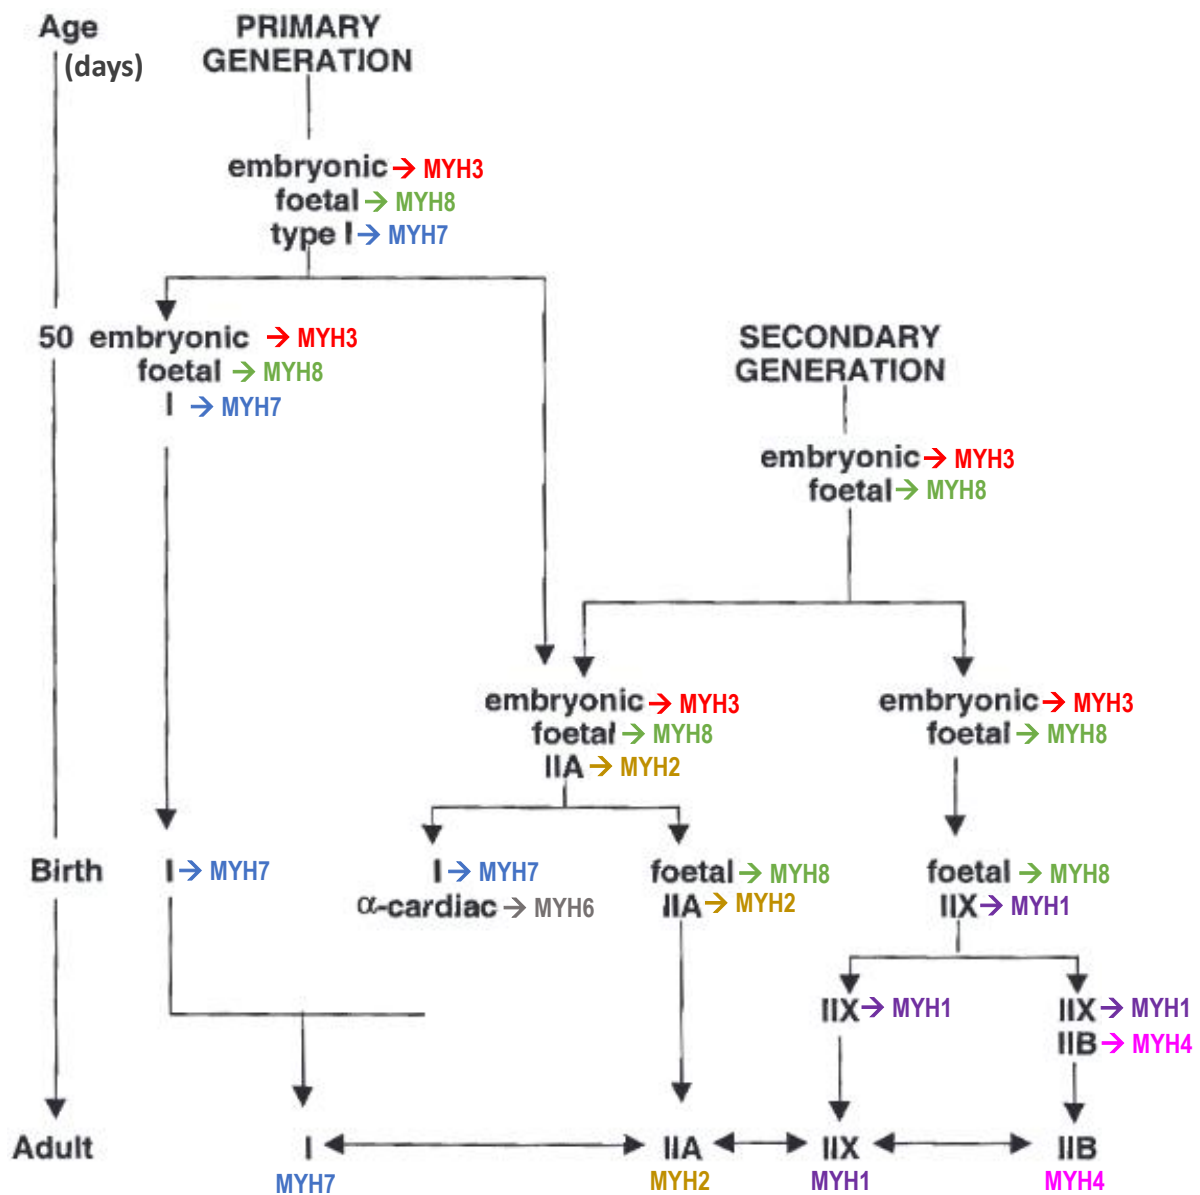 Age
(days)
PRIMARY
GENERATION
embryonic → MYH3
foetal → MYH8
type I → MYH7
50 embryonic → MYH3
foetal → MYH8
I → MYH7
SECONDARY
GENERATION
embryonic → MYH3
foetal → MYH8
embryonic → MYH3
foetal → MYH8
IIA → MYH2
embryonic → MYH3
foetal → MYH8
Birth
I → MYH7
I → MYH7
α-cardiac → MYH6
foetal → MYH8
IIA → MYH2
foetal → MYH8
IIX → MYH1
IIX → MYH1
IIX → MYH1
IIB → MYH4
Adult
I
MYH7
IIA
MYH2
IIX
MYH1
IIB
MYH4